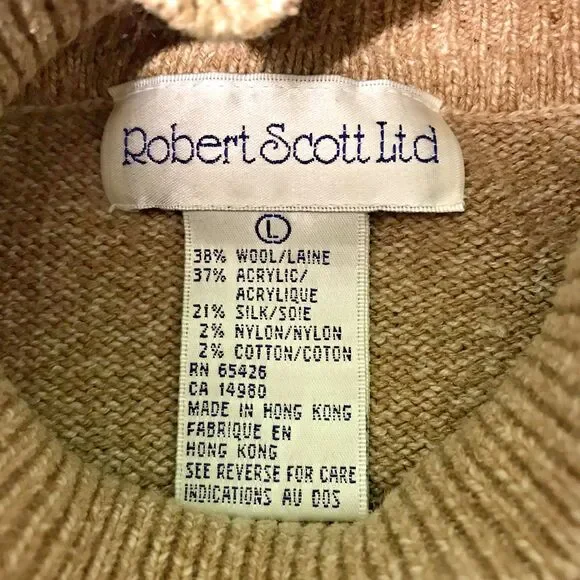 Robert Scott Ltd
L
38% WOOL/LAINE
37% ACRYLIC/
ACRYLIQUE
21% SILK/SOIE
2% NYLON/NYLON
2% COTTON/COTON
RN 65426
CA 14980
MADE IN HONG KONG
FABRIQUE EN
HONG KONG
SEE REVERSE FOR CARE
INDICATIONS AU DOS